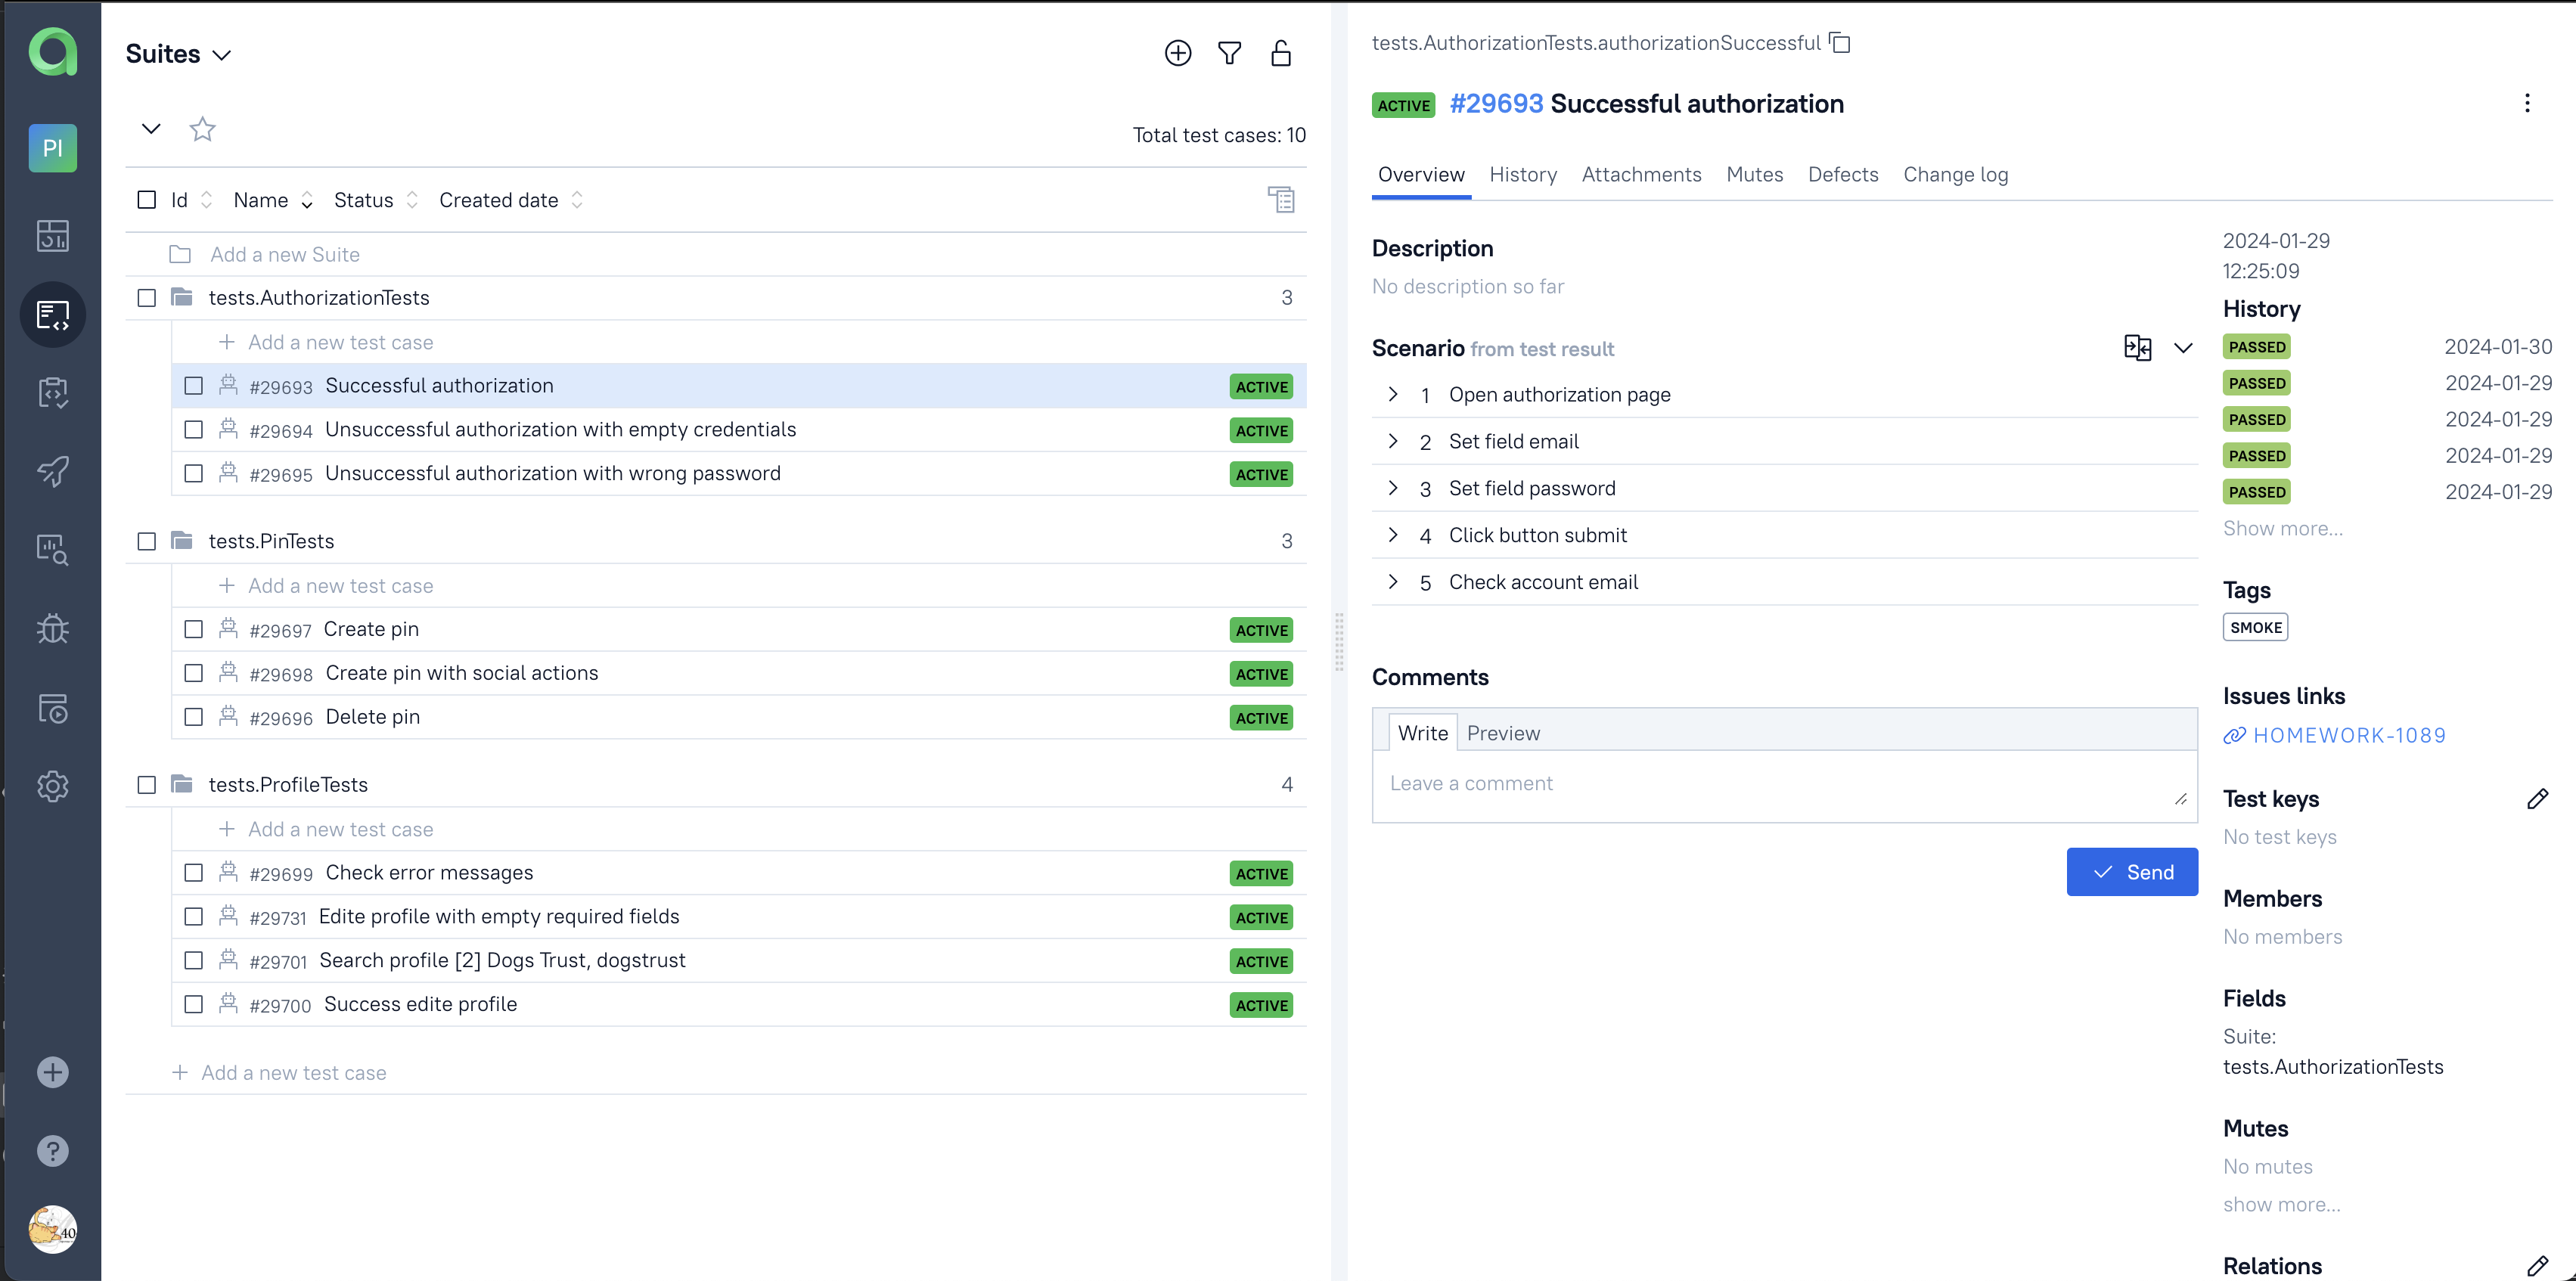 PI
40
Suites
Total test cases: 10
Id Name Status Created date
Add a new Suite
tests.AuthorizationTests 3
Add a new test case
#29693 Successful authorization ACTIVE
#29694 Unsuccessful authorization with empty credentials ACTIVE
#29695 Unsuccessful authorization with wrong password ACTIVE
tests.PinTests 3
Add a new test case
#29697 Create pin ACTIVE
#29698 Create pin with social actions ACTIVE
#29696 Delete pin ACTIVE
tests.ProfileTests 4
Add a new test case
#29699 Check error messages ACTIVE
#29731 Edite profile with empty required fields ACTIVE
#29701 Search profile [2] Dogs Trust, dogstrust ACTIVE
#29700 Success edite profile ACTIVE
Add a new test case
tests.AuthorizationTests.authorizationSuccessful
ACTIVE #29693 Successful authorization
Overview History Attachments Mutes Defects Change log
Description
No description so far
Scenario from test result
1 Open authorization page
2 Set field email
3 Set field password
4 Click button submit
5 Check account email
Comments
Write Preview
Leave a comment
Send
2024-01-29
12:25:09
History
PASSED 2024-01-30
PASSED 2024-01-29
PASSED 2024-01-29
PASSED 2024-01-29
PASSED 2024-01-29
Show more...
Tags
SMOKE
Issues links
HOMEWORK-1089
Test keys
No test keys
Members
No members
Fields
Suite:
tests.AuthorizationTests
Mutes
No mutes
show more...
Relations